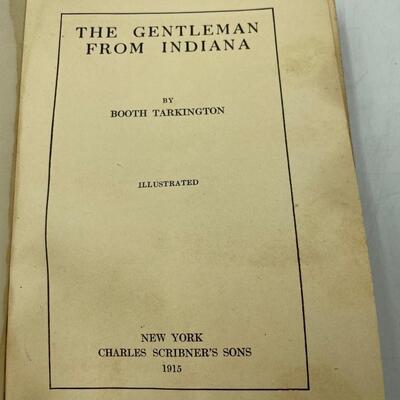 THE GENTLEMAN
FROM INDIANA
BY
BOOTH TARKINGTON
ILLUSTRATED
NEW YORK
CHARLES SCRIBNER'S SONS
1915